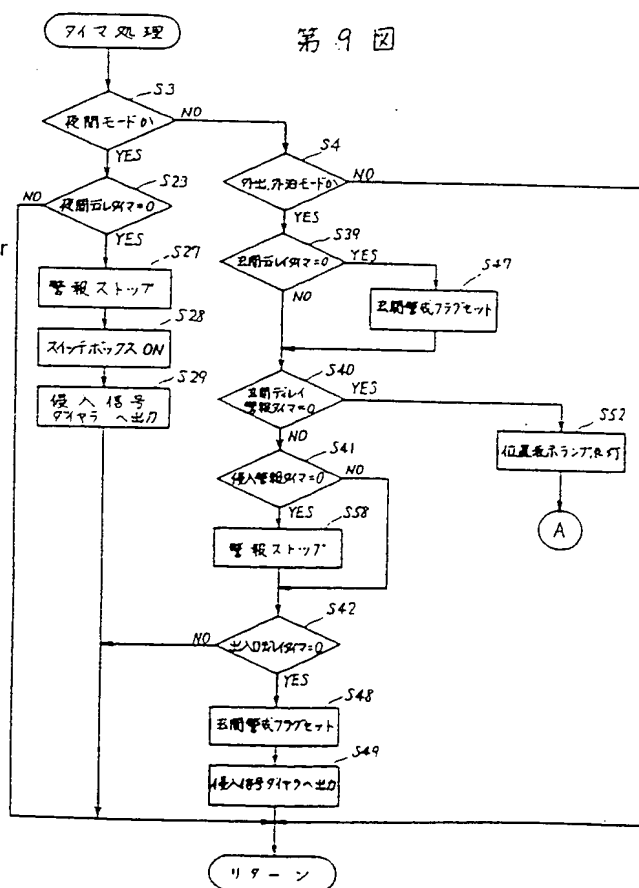 第9図
タイマ処理
S3
夜間モードか
NO
YES
S4
外出、外泊モードか
NO
YES
S23
夜間ディレイタイマ=0
NO
YES
S39
玄関ディレイタイマ=0
YES
NO
S27
警報ストップ
S47
玄関警戒フラグセット
S28
スイッチボックスON
S40
玄関ディレイ
警報タイマ=0
YES
NO
S29
侵入信号
ダイヤラへ出力
S52
位置表示ランプ点灯
A
S41
侵入警報タイマ=0
NO
YES
S58
警報ストップ
S42
出入口ディレイタイマ=0
NO
YES
S48
玄関警戒フラグセット
S49
侵入信号ダイヤラへ出力
リターン
r